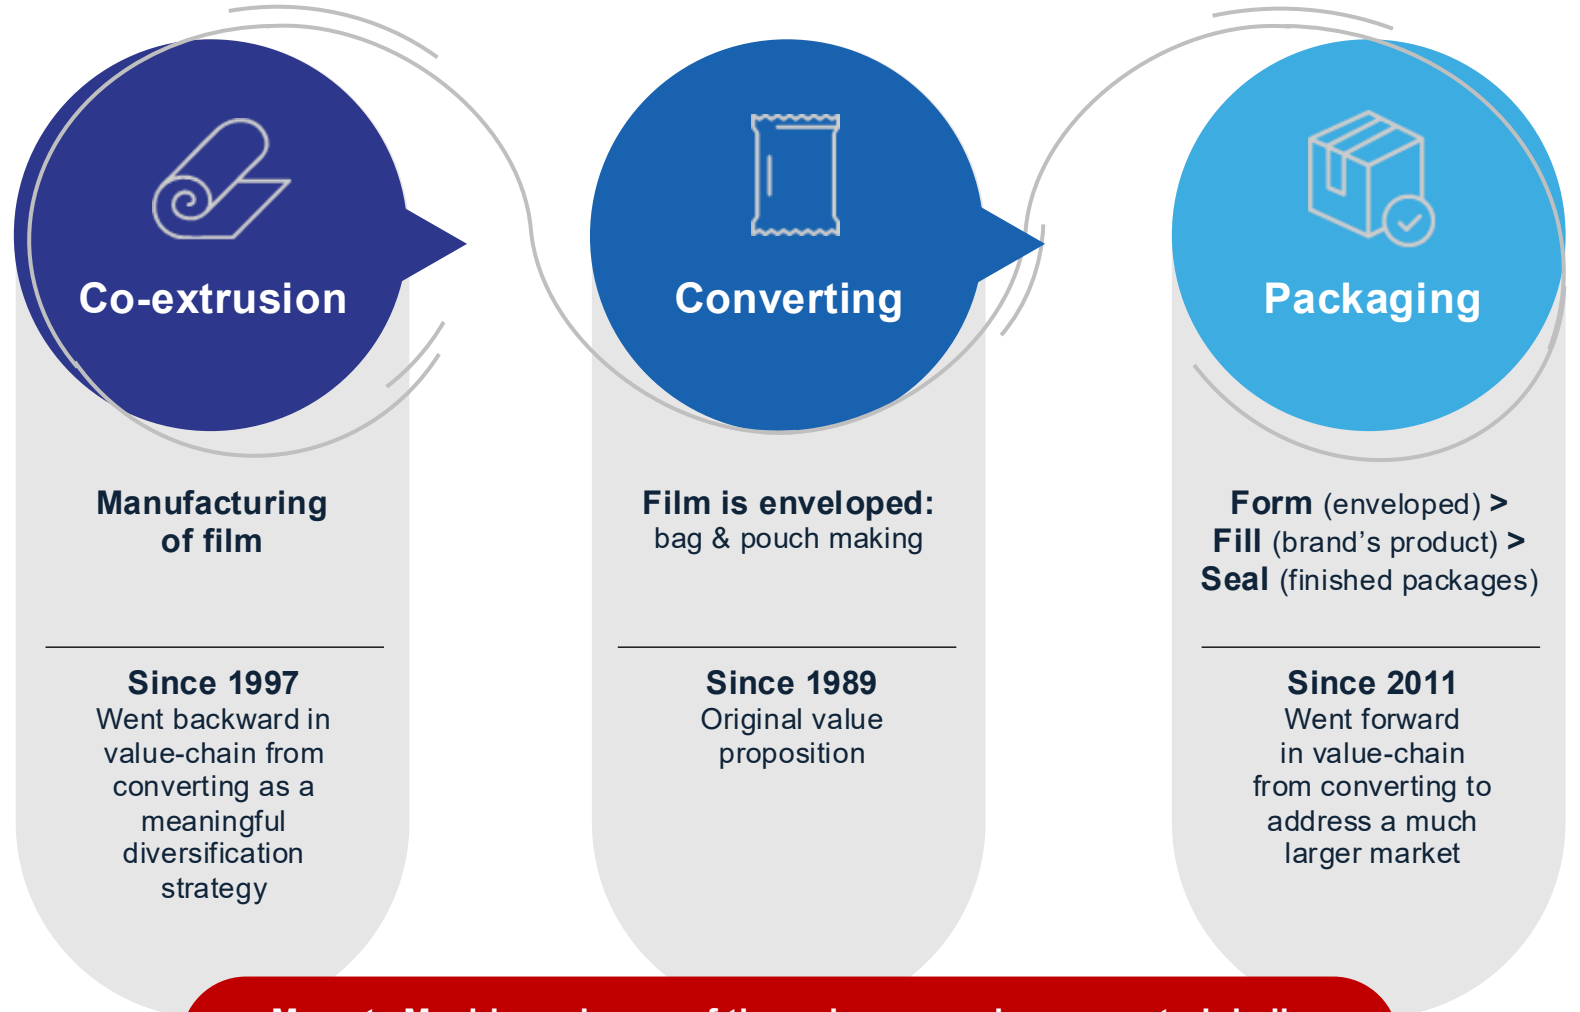 Co-extrusion
Converting
Packaging
Manufacturing
of film
Film is enveloped:
bag & pouch making
Form (enveloped) >
Fill (brand’s product) >
Seal (finished packages)
Since 1997
Went backward in
value-chain from
converting as a
meaningful
diversification
strategy
Since 1989
Original value
proposition
Since 2011
Went forward
in value-chain
from converting to
address a much
larger market